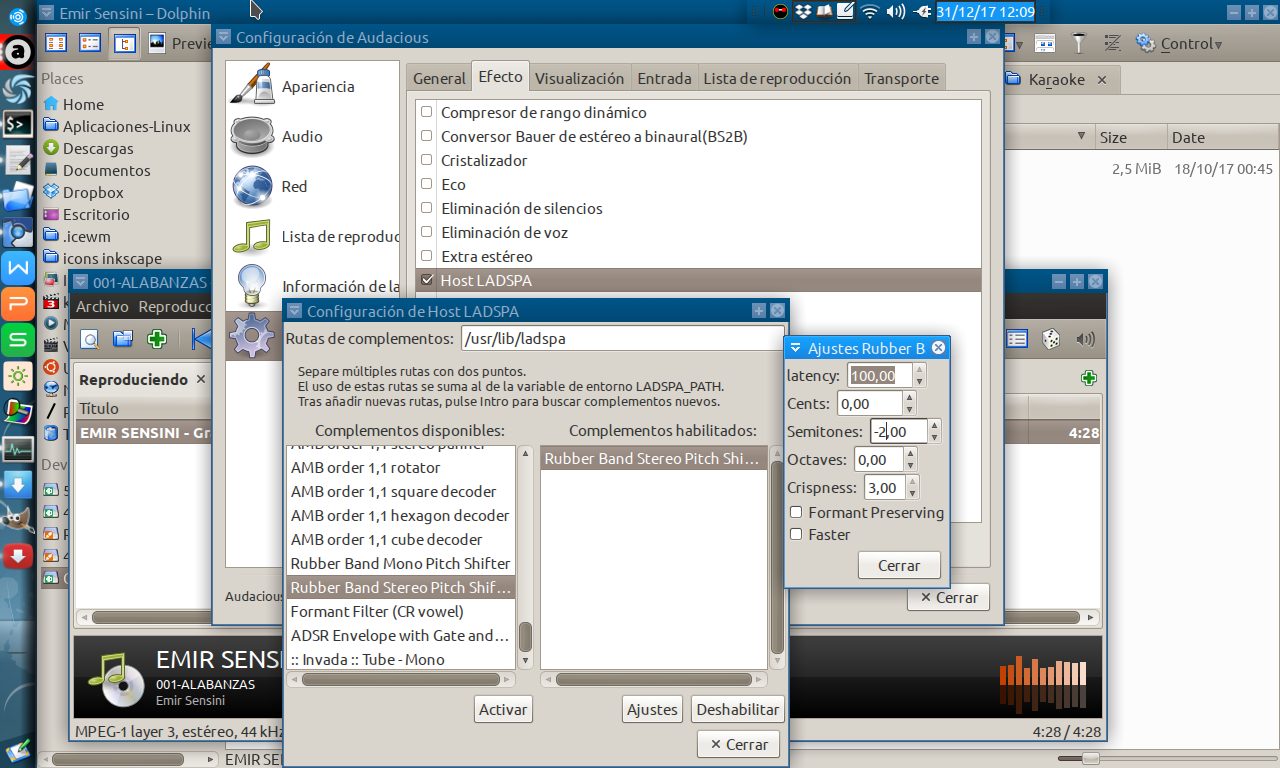 Emir Sensini – Dolphin
31/12/17 12:09
Configuración de Audacious
Control
Places
Home
Aplicaciones-Linux
Descargas
Documentos
Dropbox
Escritorio
.icewm
icons inkscape
Karaoke
Size
Date
2,5 MiB
18/10/17 00:45
Apariencia
Audio
Red
Lista de reproduc
Información de la
General
Efecto
Visualización
Entrada
Lista de reproducción
Transporte
Compresor de rango dinámico
Conversor Bauer de estéreo a binaural(BS2B)
Cristalizador
Eco
Eliminación de silencios
Eliminación de voz
Extra estéreo
Host LADSPA
001-ALABANZAS
Archivo Reproducc
Reproduciendo
Título
EMIR SENSINI - Gr
4:28
Configuración de Host LADSPA
Rutas de complementos: /usr/lib/ladspa
Separe múltiples rutas con dos puntos.
El uso de estas rutas se suma al de la variable de entorno LADSPA_PATH.
Tras añadir nuevas rutas, pulse Intro para buscar complementos nuevos.
Complementos disponibles:
AMB order 1,1 stereo panner
AMB order 1,1 rotator
AMB order 1,1 square decoder
AMB order 1,1 hexagon decoder
AMB order 1,1 cube decoder
Rubber Band Mono Pitch Shifter
Rubber Band Stereo Pitch Shif...
Formant Filter (CR vowel)
ADSR Envelope with Gate and...
:: Invada :: Tube - Mono
Complementos habilitados:
Rubber Band Stereo Pitch Shi...
Activar
Ajustes
Deshabilitar
Cerrar
Ajustes Rubber B
latency: 100,00
Cents: 0,00
Semitones: -2,00
Octaves: 0,00
Crispness: 3,00
Formant Preserving
Faster
Cerrar
Audacious
Cerrar
EMIR SENSINI
001-ALABANZAS
Emir Sensini
MPEG-1 layer 3, estéreo, 44 kHz
4:28 / 4:28
EMIR SEN